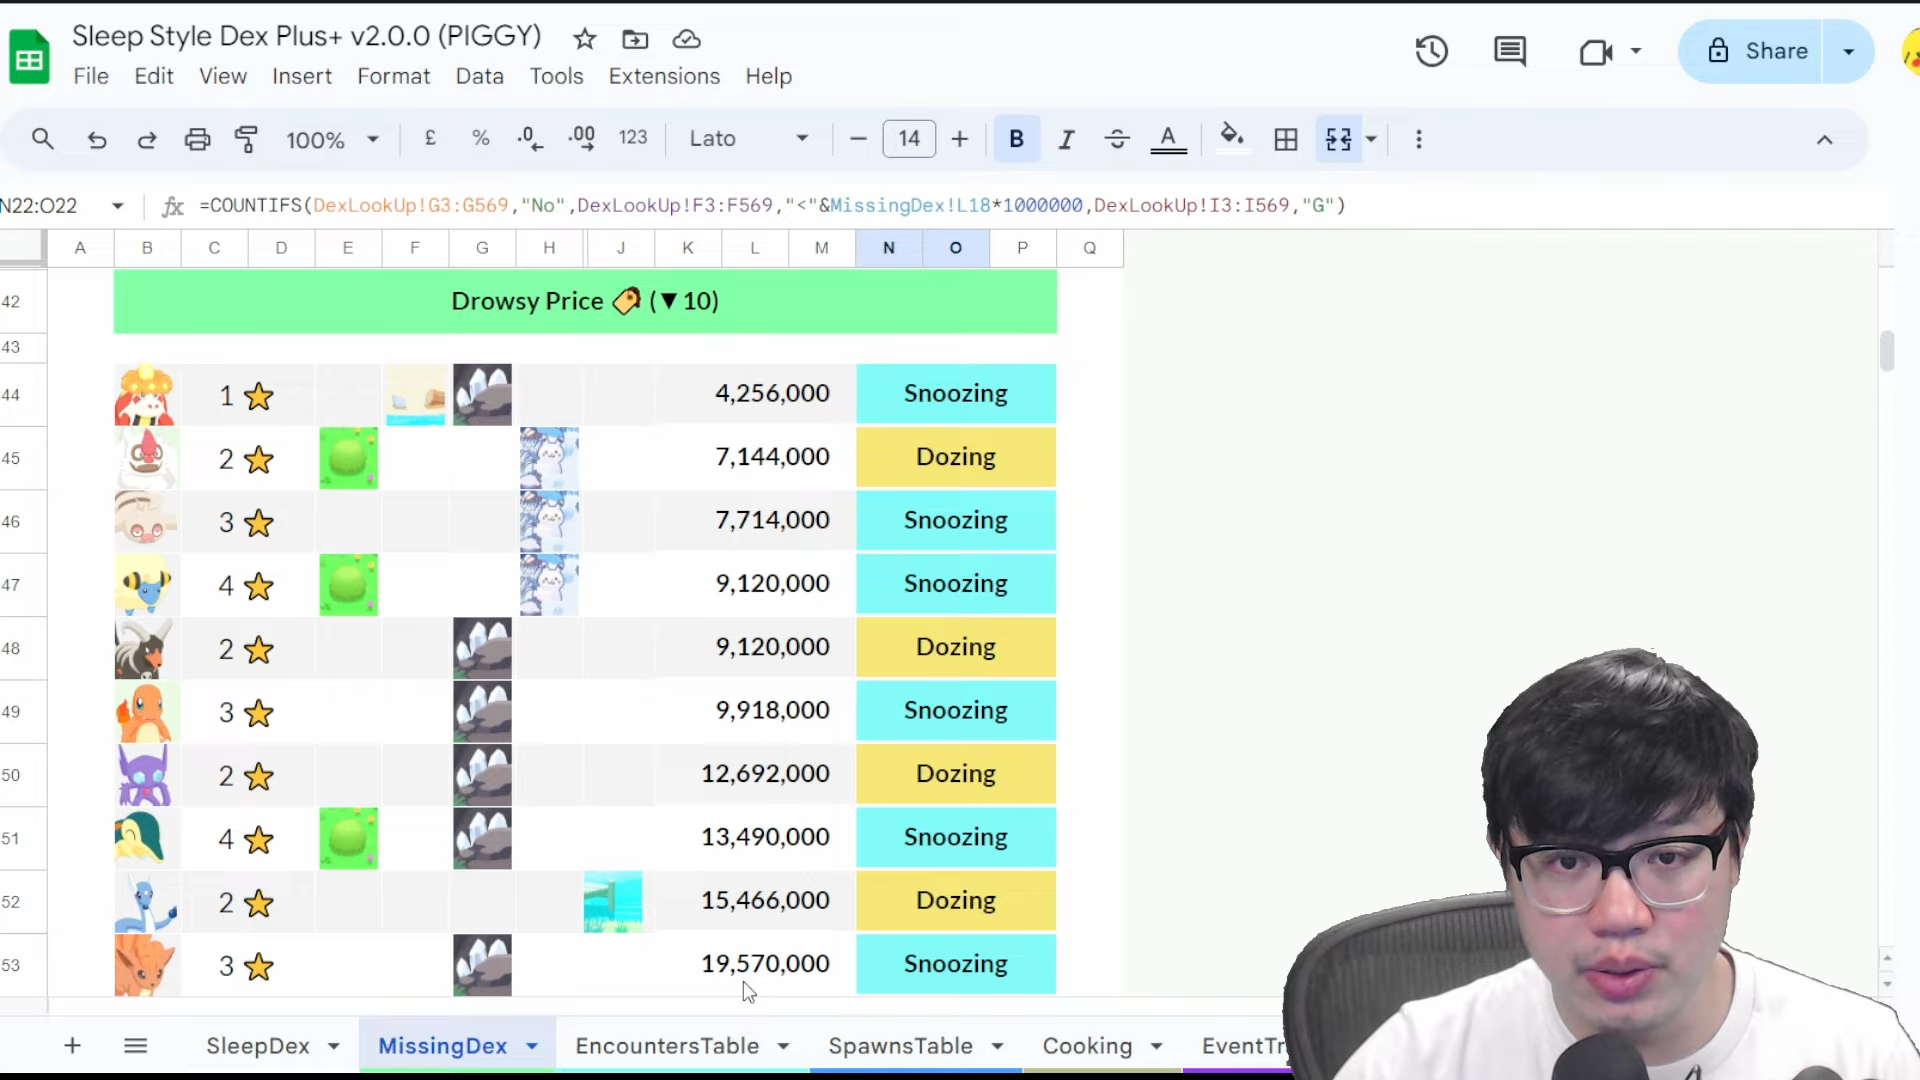 Sleep Style Dex Plus+ v2.0.0 (PIGGY)
File Edit View Insert Format Data Tools Extensions Help
Share
100% £ % .0 .00 123 Lato 14 B I A
N22:O22 fx =COUNTIFS(DexLookUp!G3:G569,"No",DexLookUp!F3:F569,"<"&MissingDex!L18*1000000,DexLookUp!I3:I569,"G")
A B C D E F G H J K L M N O P Q
42 Drowsy Price (▼10)
43
44 1 4,256,000 Snoozing
45 2 7,144,000 Dozing
46 3 7,714,000 Snoozing
47 4 9,120,000 Snoozing
48 2 9,120,000 Dozing
49 3 9,918,000 Snoozing
50 2 12,692,000 Dozing
51 4 13,490,000 Snoozing
52 2 15,466,000 Dozing
53 3 19,570,000 Snoozing
SleepDex MissingDex EncountersTable SpawnsTable Cooking